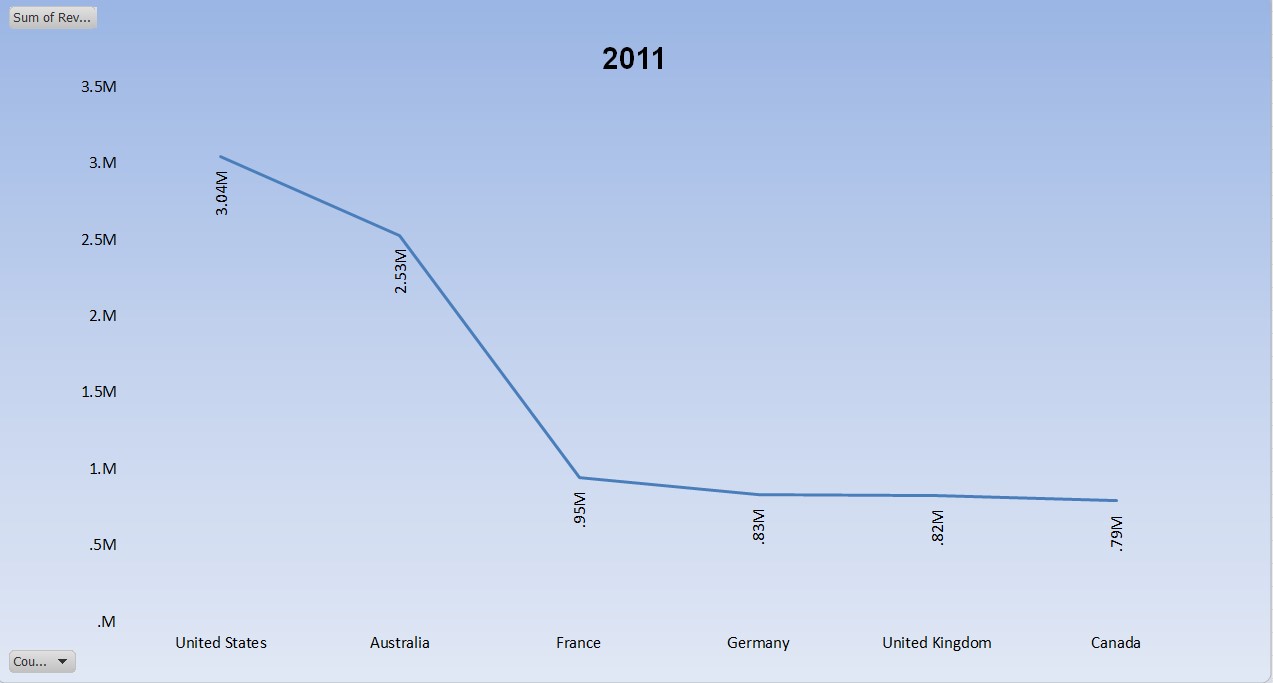 Sum of Rev...
2011
3.5M
3.M
2.5M
2.M
1.5M
1.M
.5M
.M
3.04M
2.53M
.95M
.83M
.82M
.79M
United States
Australia
France
Germany
United Kingdom
Canada
Cou...